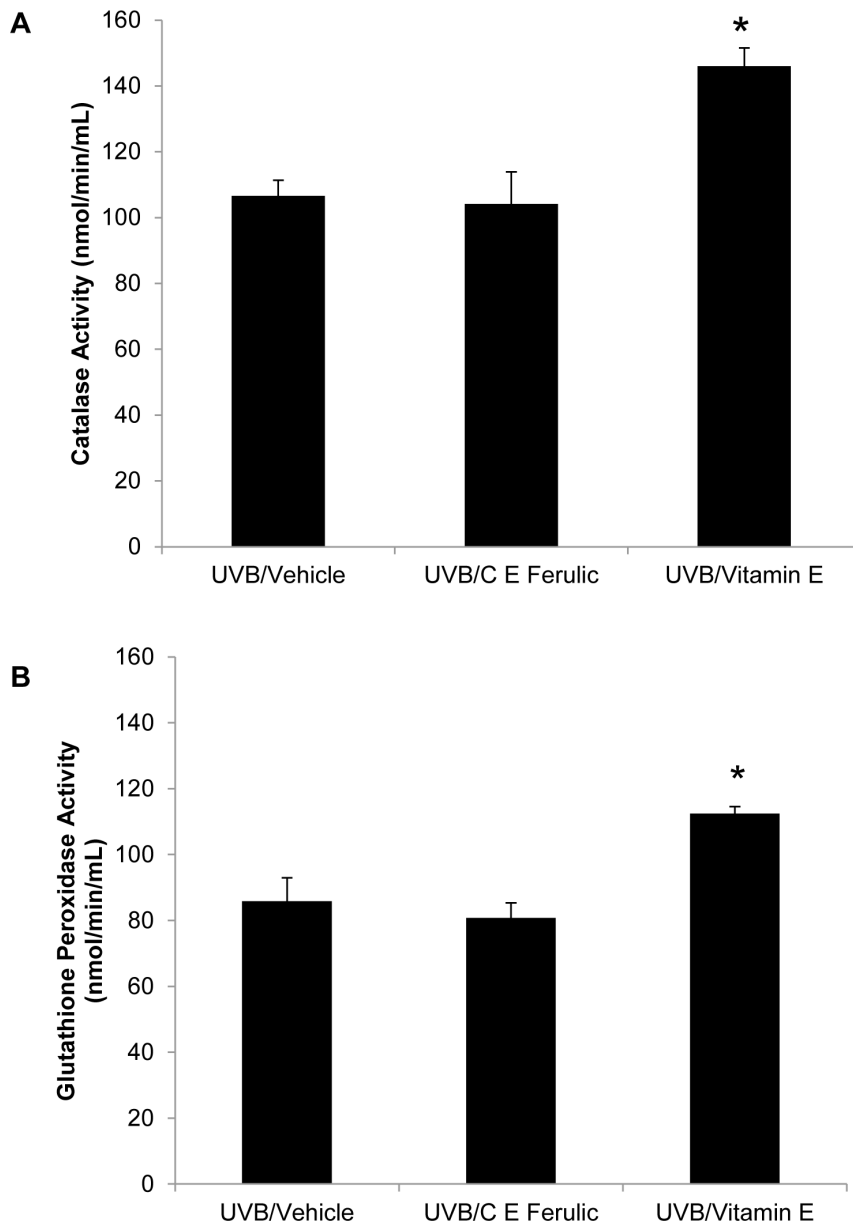 A
160
*
140
120
100
80
60
40
20
0
Catalase Activity (nmol/min/mL)
UVB/Vehicle
UVB/C E Ferulic
UVB/Vitamin E
B
160
140
*
120
100
80
60
40
20
0
Glutathione Peroxidase Activity
(nmol/min/mL)
UVB/Vehicle
UVB/C E Ferulic
UVB/Vitamin E